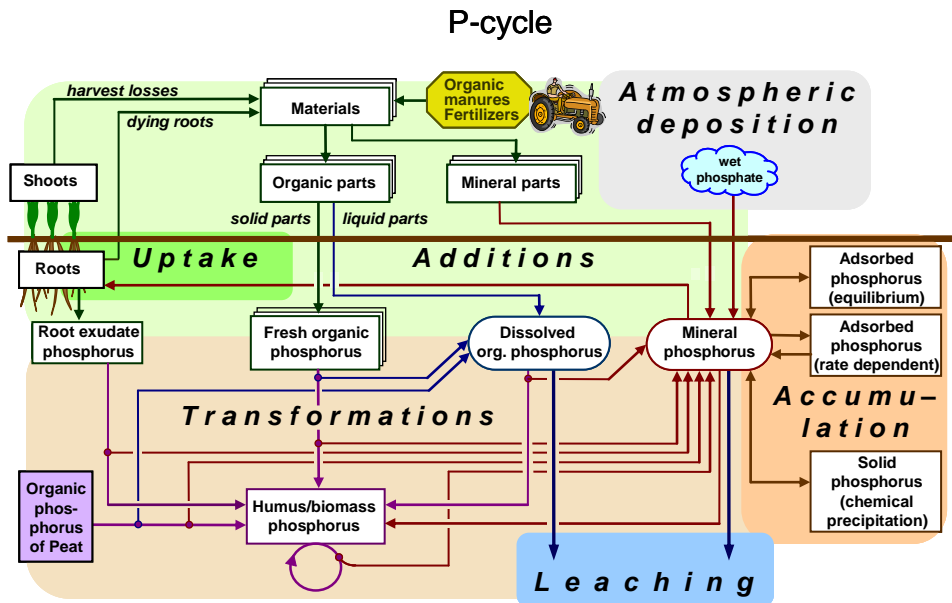 P-cycle
harvest losses
dying roots
Materials
Organic
manures
Fertilizers
Atmospheric
deposition
wet
phosphate
Shoots
Organic parts
Mineral parts
solid parts
liquid parts
Roots
Uptake
Additions
Adsorbed
phosphorus
(equilibrium)
Root exudate
phosphorus
Fresh organic
phosphorus
Dissolved
org. phosphorus
Mineral
phosphorus
Adsorbed
phosphorus
(rate dependent)
Transformations
Accumu–
lation
Organic
phos-
phorus
of Peat
Humus/biomass
phosphorus
Solid
phosphorus
(chemical
precipitation)
Leaching